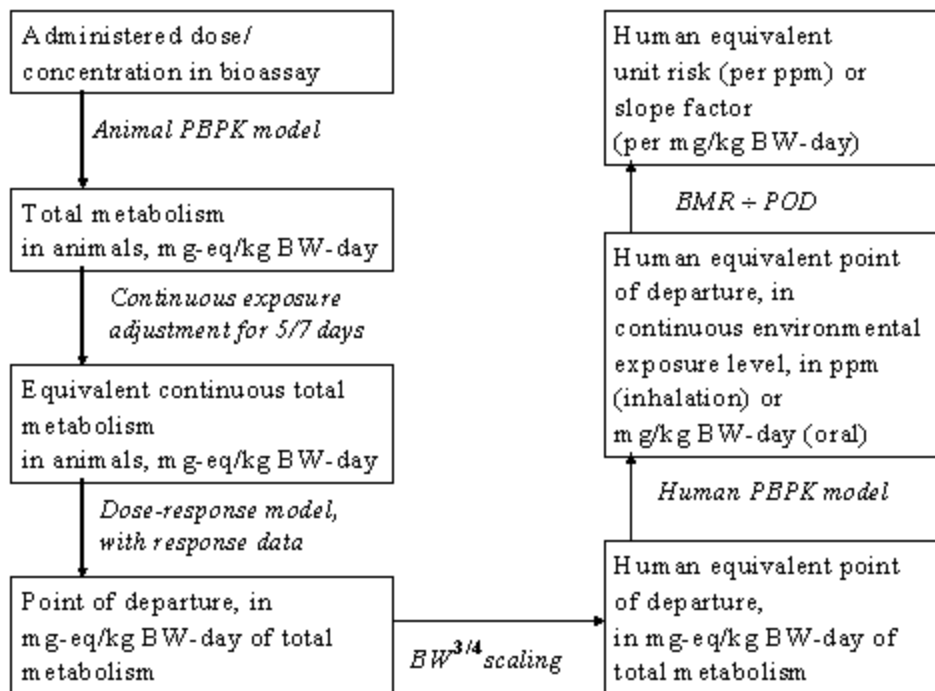 Administered dose/
concentration in bioassay
Animal PBPK model
Total metabolism
in animals, mg-eq/kg BW-day
Continuous exposure
adjustment for 5/7 days
Equivalent continuous total
metabolism
in animals, mg-eq/kg BW-day
Dose-response model,
with response data
Point of departure, in
mg-eq/kg BW-day of total
metabolism
BW^3/4 scaling
Human equivalent point
of departure,
in mg-eq/kg BW-day of
total metabolism
Human PBPK model
Human equivalent point
of departure, in
continuous environmental
exposure level, in ppm
(inhalation) or
mg/kg BW-day (oral)
BMR ÷ POD
Human equivalent
unit risk (per ppm) or
slope factor
(per mg/kg BW-day)